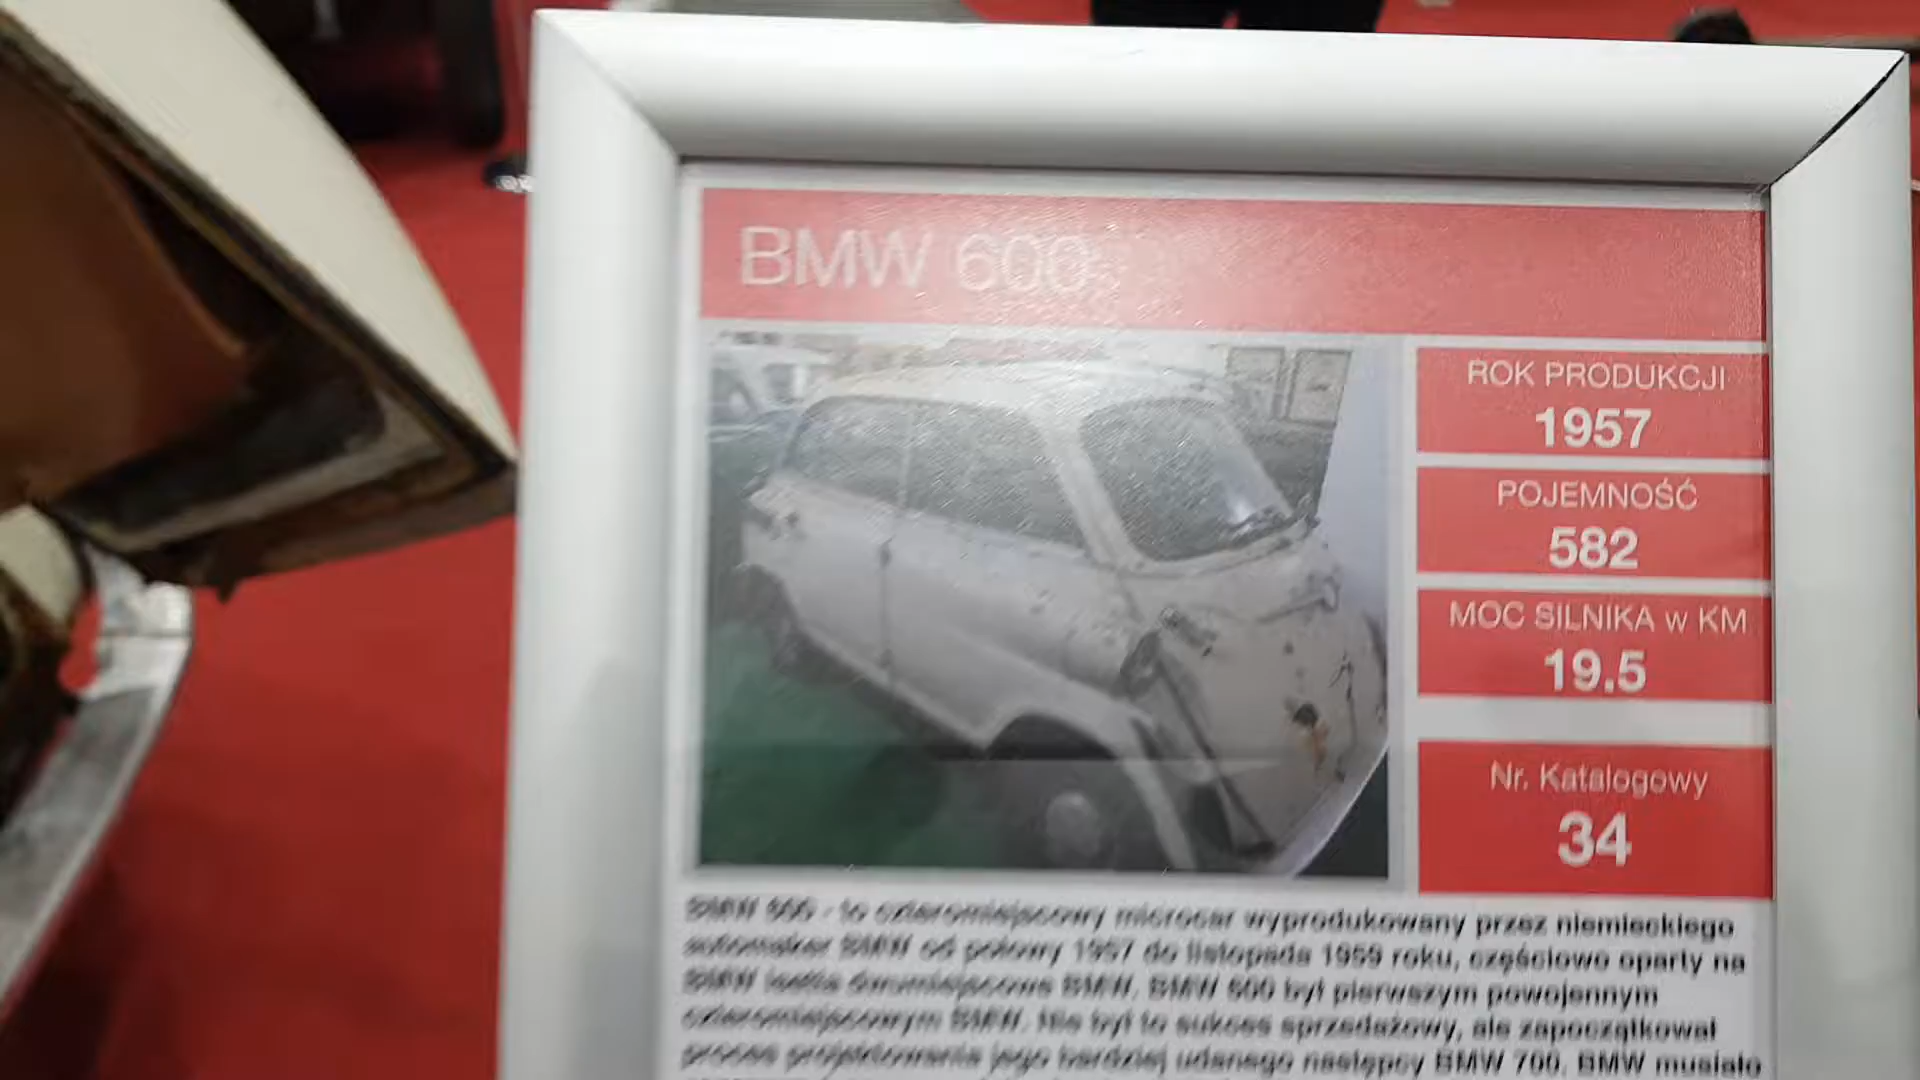 BMW 600
ROK PRODUKCJI
1957
POJEMNOŚĆ
582
MOC SILNIKA w KM
19.5
Nr. Katalogowy
34
BMW 600 - to czteromiejscowy microcar wyprodukowany przez niemieckiego
automaker BMW od połowy 1957 do listopada 1959 roku, częściowo oparty na
BMW Isetta dwumiejscowe BMW. BMW 600 był pierwszym powojennym
czteromiejscowym BMW. Nie był to sukces sprzedażowy, ale zapoczątkował
proces projektowania jego bardziej udanego następcy BMW 700. BMW musiało